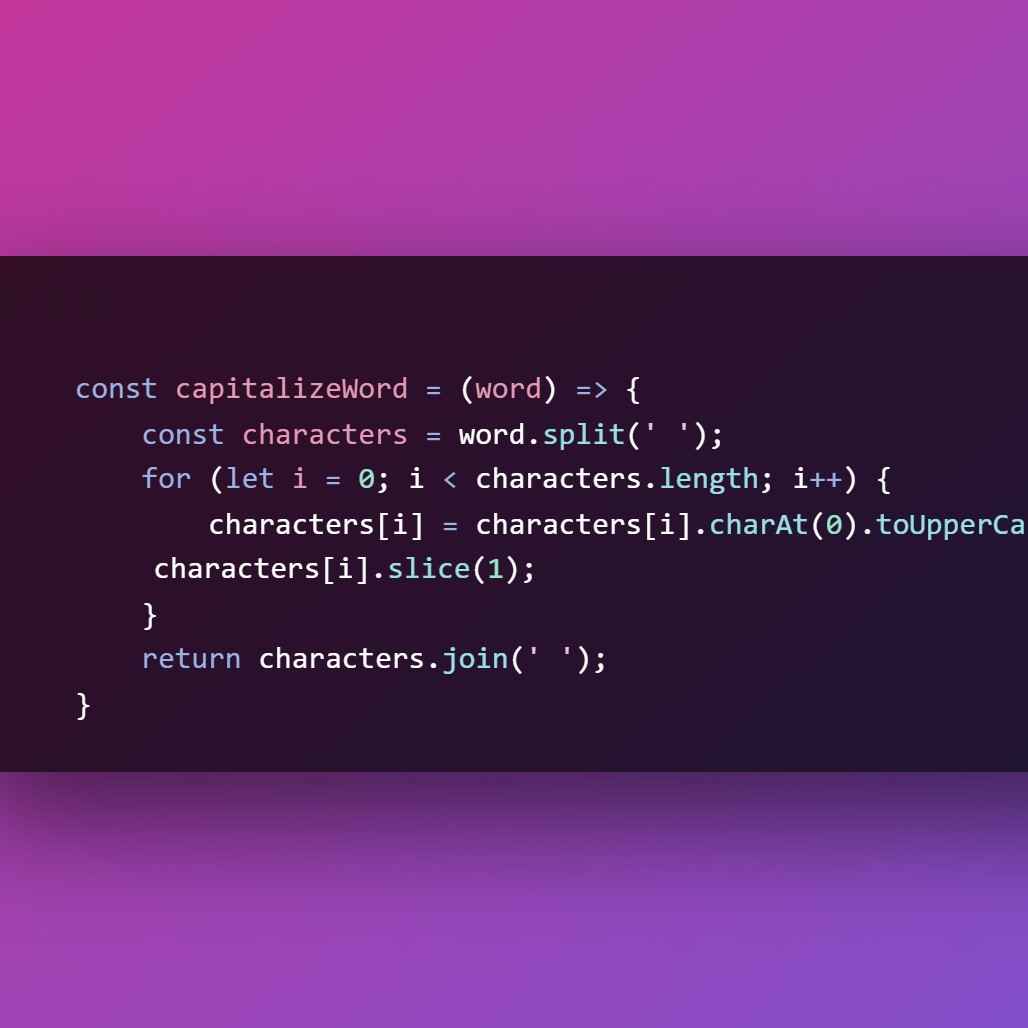 const capitalizeWord = (word) => {
const characters = word.split(' ');
for (let i = 0; i < characters.length; i++) {
characters[i] = characters[i].charAt(0).toUpperCa
characters[i].slice(1);
}
return characters.join(' ');
}